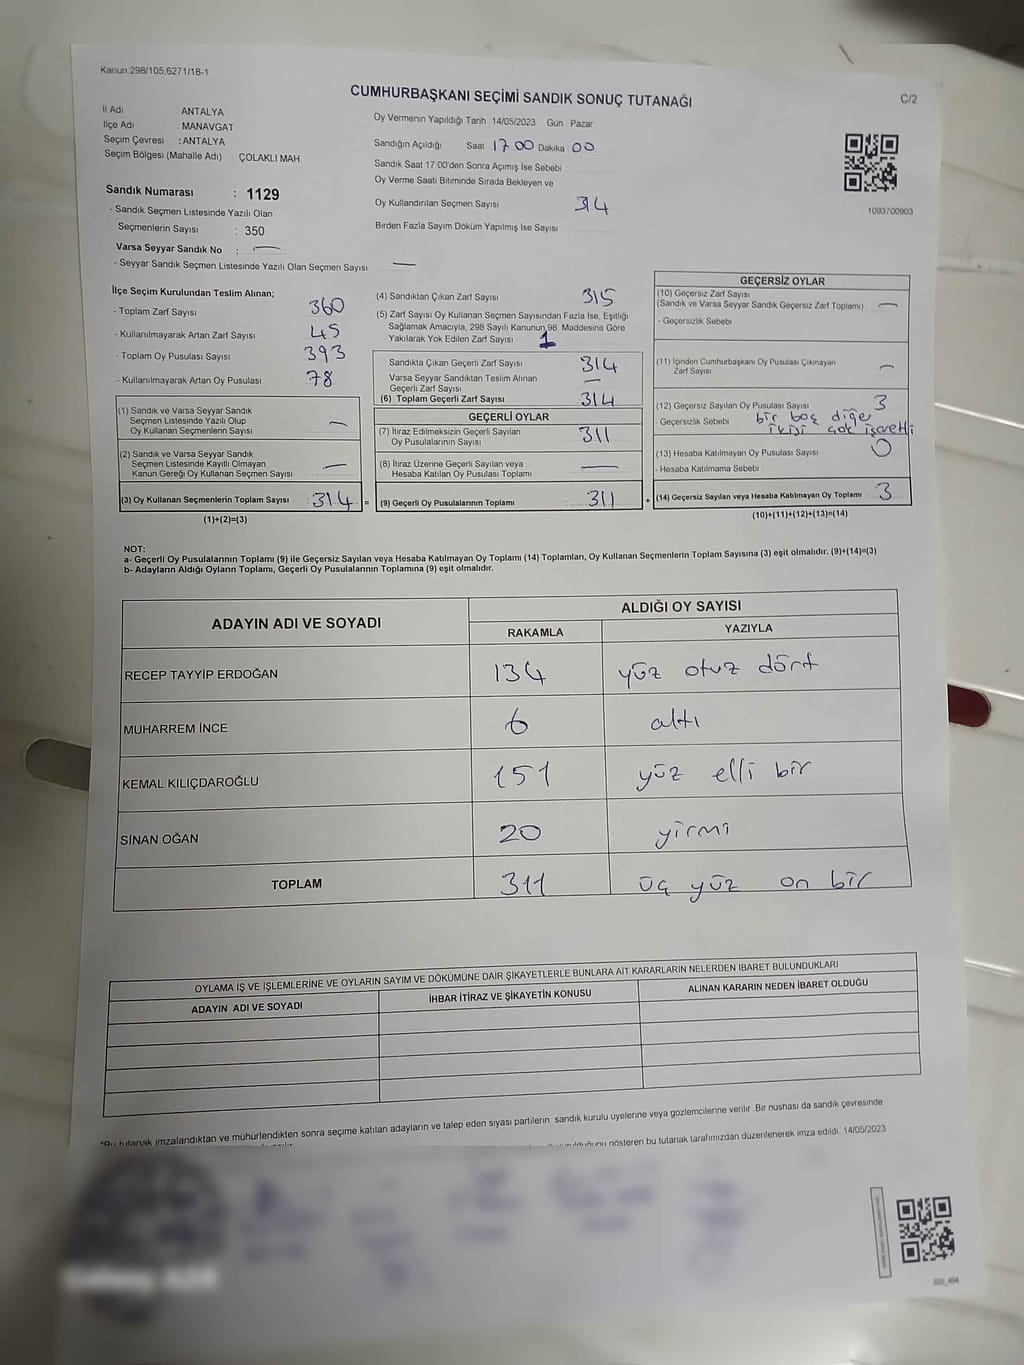 Kanun.298/105,6271/18-1
CUMHURBAŞKANI SEÇİMİ SANDIK SONUÇ TUTANAĞI
C/2
İl Adı ANTALYA
İlçe Adı : MANAVGAT
Seçim Çevresi : ANTALYA
Seçim Bölgesi (Mahalle Adı) ÇOLAKLI MAH.
Oy Vermenin Yapıldığı Tarih 14/05/2023 Gün Pazar
Sandığın Açıldığı Saat 17 00 Dakika 00
Sandık Saat 17:00'den Sonra Açımış İse Sebebi
Oy Verme Saati Bitiminde Sırada Bekleyen ve
Oy Kullandırılan Seçmen Sayısı 314
Birden Fazla Sayım Döküm Yapılmış İse Sayısı
1093700903
Sandık Numarası : 1129
- Sandık Seçmen Listesinde Yazılı Olan
Seçmenlerin Sayısı : 350
Varsa Seyyar Sandık No : —
- Seyyar Sandık Seçmen Listesinde Yazılı Olan Seçmen Sayısı: —
İlçe Seçim Kurulundan Teslim Alınan;
- Toplam Zarf Sayısı 360
- Kullanılmayarak Artan Zarf Sayısı 45
- Toplam Oy Pusulası Sayısı 393
- Kullanılmayarak Artan Oy Pusulası 78
(1) Sandık ve Varsa Seyyar Sandık
Seçmen Listesinde Yazılı Olup
Oy Kullanan Seçmenlerin Sayısı —
(2) Sandık ve Varsa Seyyar Sandık
Seçmen Listesinde Kayıtlı Olmayan
Kanun Gereği Oy Kullanan Seçmen Sayısı —
(3) Oy Kullanan Seçmenlerin Toplam Sayısı : 314 =
(1)+(2)=(3)
(4) Sandıktan Çıkan Zarf Sayısı 315
(5) Zarf Sayısı Oy Kullanan Seçmen Sayısından Fazla İse, Eşitliği
Sağlamak Amacıyla, 298 Sayılı Kanunun 98. Maddesine Göre
Yakılarak Yok Edilen Zarf Sayısı 1
Sandıkta Çıkan Geçerli Zarf Sayısı 314
Varsa Seyyar Sandıktan Teslim Alınan
Geçerli Zarf Sayısı —
(6) Toplam Geçerli Zarf Sayısı 314
GEÇERLİ OYLAR
(7) İtiraz Edilmeksizin Geçerli Sayılan
Oy Pusulalarının Sayısı 311
(8) İtiraz Üzerine Geçerli Sayılan veya
Hesaba Katılan Oy Pusulası Toplamı —
(9) Geçerli Oy Pusulalarının Toplamı : 311 +
GEÇERSİZ OYLAR
(10) Geçersiz Zarf Sayısı
(Sandık ve Varsa Seyyar Sandık Geçersiz Zarf Toplamı) —
- Geçersizlik Sebebi
(11) İçinden Cumhurbaşkanı Oy Pusulası Çıkmayan
Zarf Sayısı —
(12) Geçersiz Sayılan Oy Pusulası Sayısı 3
- Geçersizlik Sebebi bir boş diğer
ikisi çok işaretli
(13) Hesaba Katılmayan Oy Pusulası Sayısı 0
- Hesaba Katılmama Sebebi
(14) Geçersiz Sayılan veya Hesaba Katılmayan Oy Toplamı 3
(10)+(11)+(12)+(13)=(14)
NOT:
a- Geçerli Oy Pusulalarının Toplamı (9) ile Geçersiz Sayılan veya Hesaba Katılmayan Oy Toplamı (14) Toplamları, Oy Kullanan Seçmenlerin Toplam Sayısına (3) eşit olmalıdır. (9)+(14)=(3)
b- Adayların Aldığı Oyların Toplamı, Geçerli Oy Pusulalarının Toplamına (9) eşit olmalıdır.
ADAYIN ADI VE SOYADI
ALDIĞI OY SAYISI
RAKAMLA YAZIYLA
RECEP TAYYİP ERDOĞAN 134 yüz otuz dört
MUHARREM İNCE 6 altı
KEMAL KILIÇDAROĞLU 151 yüz elli bir
SİNAN OĞAN 20 yirmi
TOPLAM 311 üç yüz on bir
OYLAMA İŞ VE İŞLEMLERİNE VE OYLARIN SAYIM VE DÖKÜMÜNE DAİR ŞİKAYETLERLE BUNLARA AİT KARARLARIN NELERDEN İBARET BULUNDUKLARI
ADAYIN ADI VE SOYADI İHBAR İTİRAZ VE ŞİKAYETİN KONUSU ALINAN KARARIN NEDEN İBARET OLDUĞU
*Bu tutanak imzalandıktan ve mühürlendikten sonra seçime katılan adayların ve talep eden siyasi partilerin sandık kurulu üyelerine veya gözlemcilerine verilir. Bir nüshası da sandık çevresinde
gösteren bu tutanak tarafımızdan düzenlenerek imza edildi. 14/05/2023